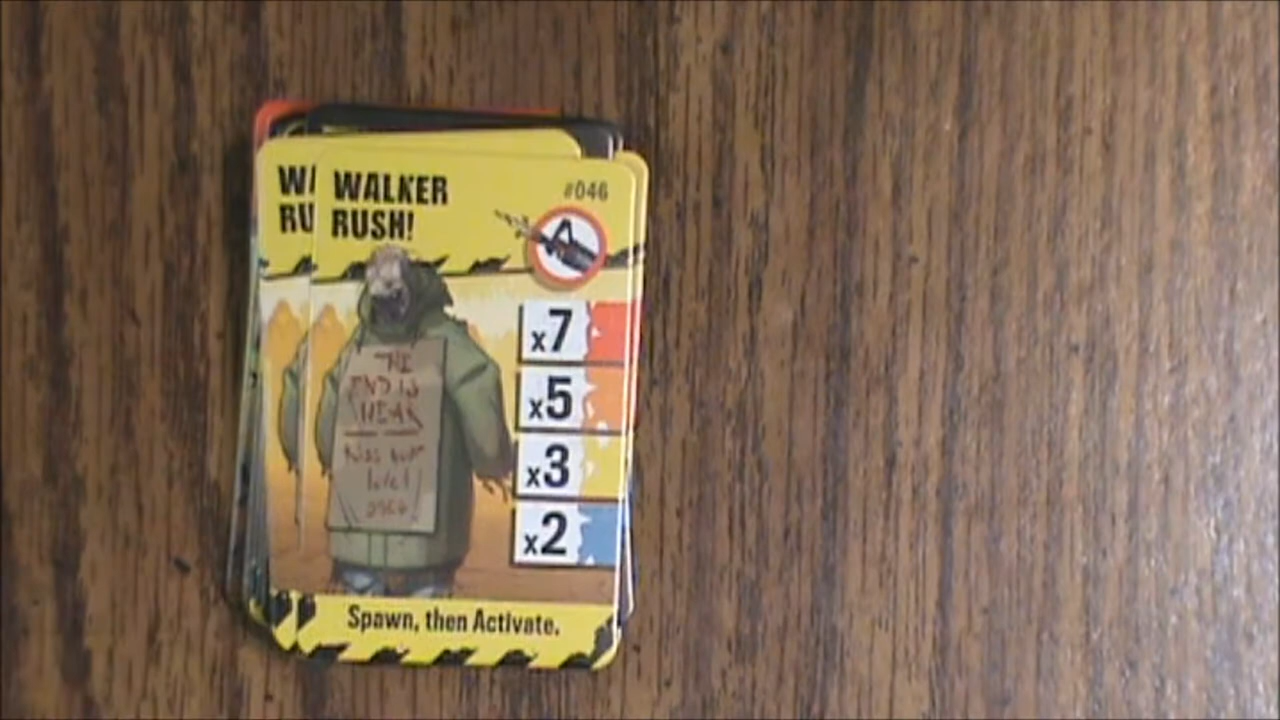 WALKER
RUSH!
#046
x7
x5
x3
x2
THE
END IS
NEAR
Spawn, then Activate.